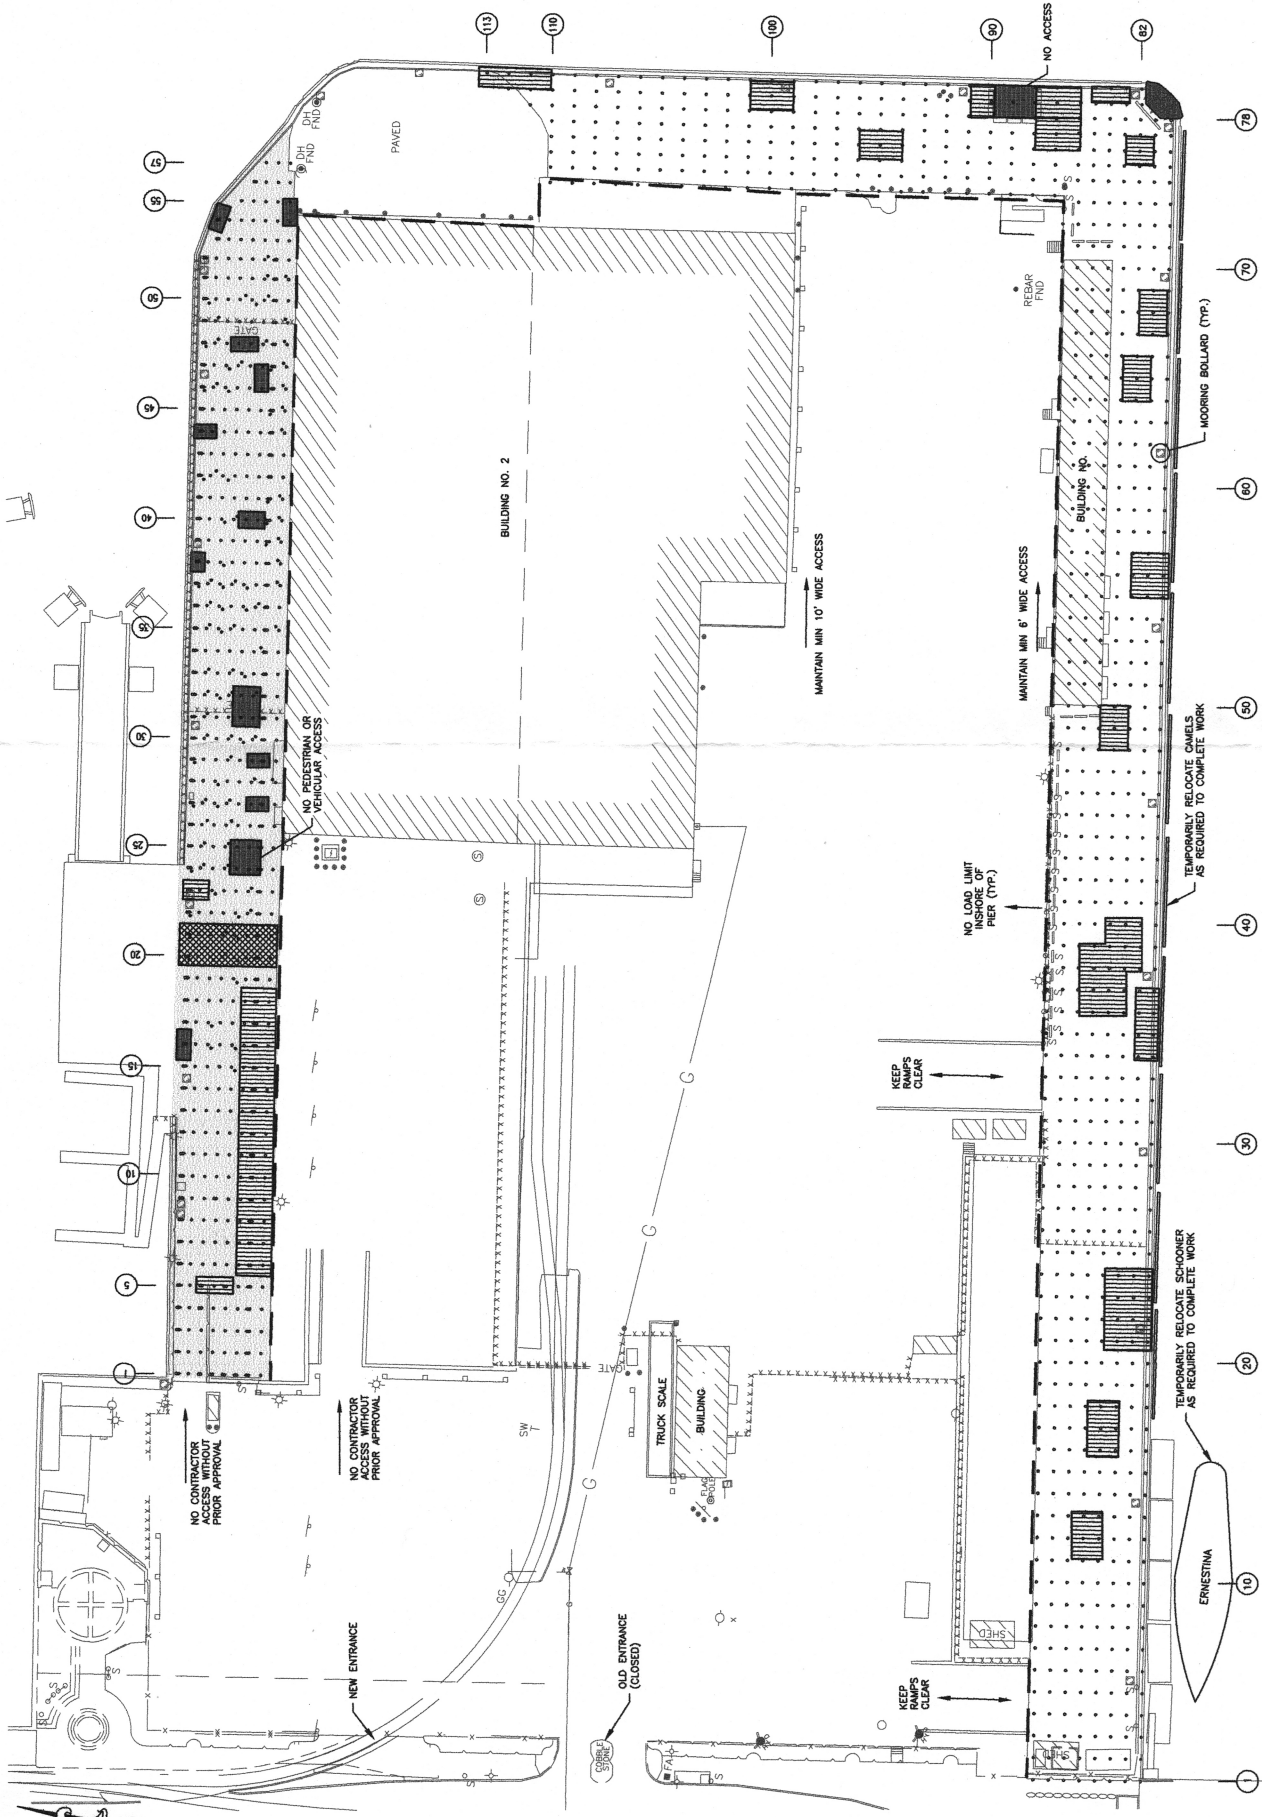 113
110
100
90
NO ACCESS
82
78
57
55
50
45
40
35
30
25
20
15
10
5
1
DH
FND
DH
FND
PAVED
GATE
BUILDING NO. 2
REBAR
FND
70
MOORING BOLLARD (TYP.)
BUILDING NO.
60
MAINTAIN MIN 10' WIDE ACCESS
MAINTAIN MIN 6' WIDE ACCESS
NO PEDESTRIAN OR
VEHICULAR ACCESS
50
TEMPORARILY RELOCATE CAMELS
AS REQUIRED TO COMPLETE WORK
NO LOAD LIMIT
INSHORE OF
PIER (TYP.)
40
KEEP
RAMPS
CLEAR
30
G
G
G
TEMPORARILY RELOCATE SCHOONER
AS REQUIRED TO COMPLETE WORK
20
GATE
TRUCK SCALE
BUILDING
FLAG
POLE
NO CONTRACTOR
ACCESS WITHOUT
PRIOR APPROVAL
NO CONTRACTOR
ACCESS WITHOUT
PRIOR APPROVAL
SW
T
GG
ERNESTINA
10
SHED
NEW ENTRANCE
OLD ENTRANCE
(CLOSED)
COBBLE
STONE
KEEP
RAMPS
CLEAR
SHED
FA
1